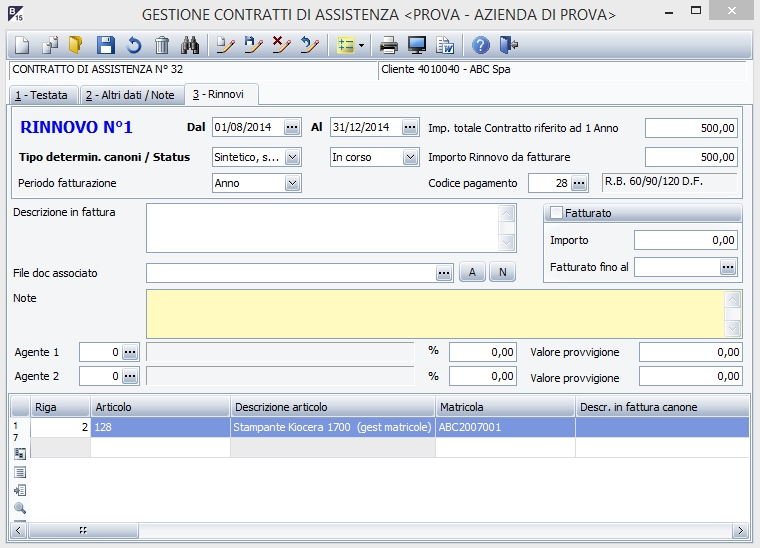 B 15
GESTIONE CONTRATTI DI ASSISTENZA <PROVA - AZIENDA DI PROVA>
CONTRATTO DI ASSISTENZA N° 32 Cliente 4010040 - ABC Spa
1 - Testata 2 - Altri dati / Note 3 - Rinnovi
RINNOVO N°1 Dal 01/08/2014 Al 31/12/2014 Imp. totale Contratto riferito ad 1 Anno 500,00
Tipo determin. canoni / Status Sintetico, s... In corso Importo Rinnovo da fatturare 500,00
Periodo fatturazione Anno Codice pagamento 28 R.B. 60/90/120 D.F.
Descrizione in fattura Fatturato
Importo 0,00
File doc associato A N Fatturato fino al
Note
Agente 1 0 % 0,00 Valore provvigione 0,00
Agente 2 0 % 0,00 Valore provvigione 0,00
Riga Articolo Descrizione articolo Matricola Descr. in fattura canone
1 2 128 Stampante Kiocera 1700 (gest matricole) ABC2007001
7